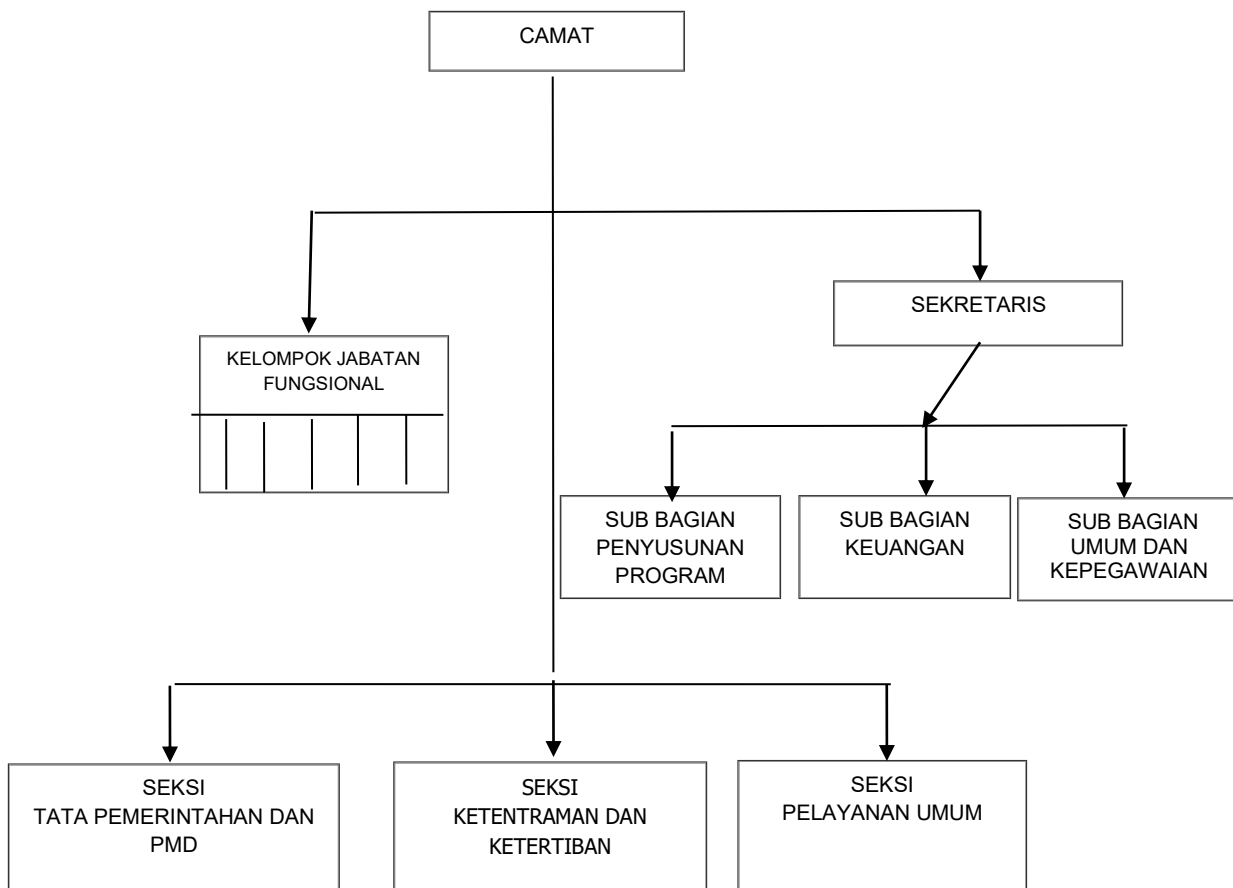 CAMAT
SEKRETARIS
KELOMPOK JABATAN
FUNGSIONAL
SUB BAGIAN
PENYUSUNAN
PROGRAM
SUB BAGIAN
KEUANGAN
SUB BAGIAN
UMUM DAN
KEPEGAWAIAN
SEKSI
TATA PEMERINTAHAN DAN
PMD
SEKSI
KETENTRAMAN DAN
KETERTIBAN
SEKSI
PELAYANAN UMUM